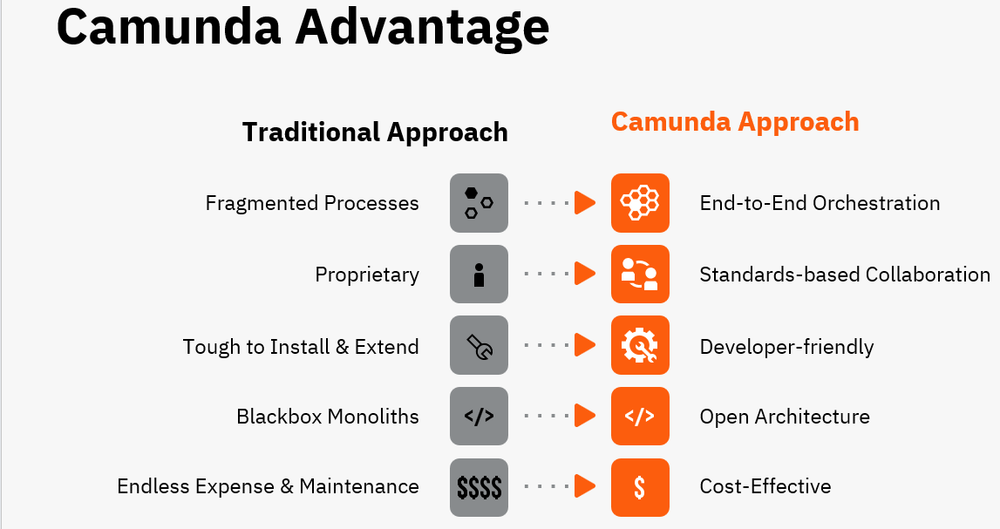 Camunda Advantage
Traditional Approach
Camunda Approach
Fragmented Processes
End-to-End Orchestration
Proprietary
Standards-based Collaboration
Tough to Install & Extend
Developer-friendly
Blackbox Monoliths
</>
</>
Open Architecture
Endless Expense & Maintenance
$$$$
$
Cost-Effective